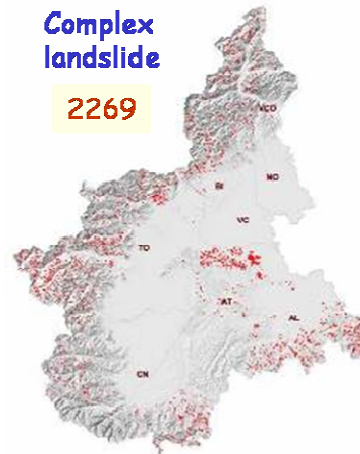 Complex
landslide
2269
VCO
BI
NO
VC
TO
AT
AL
CN